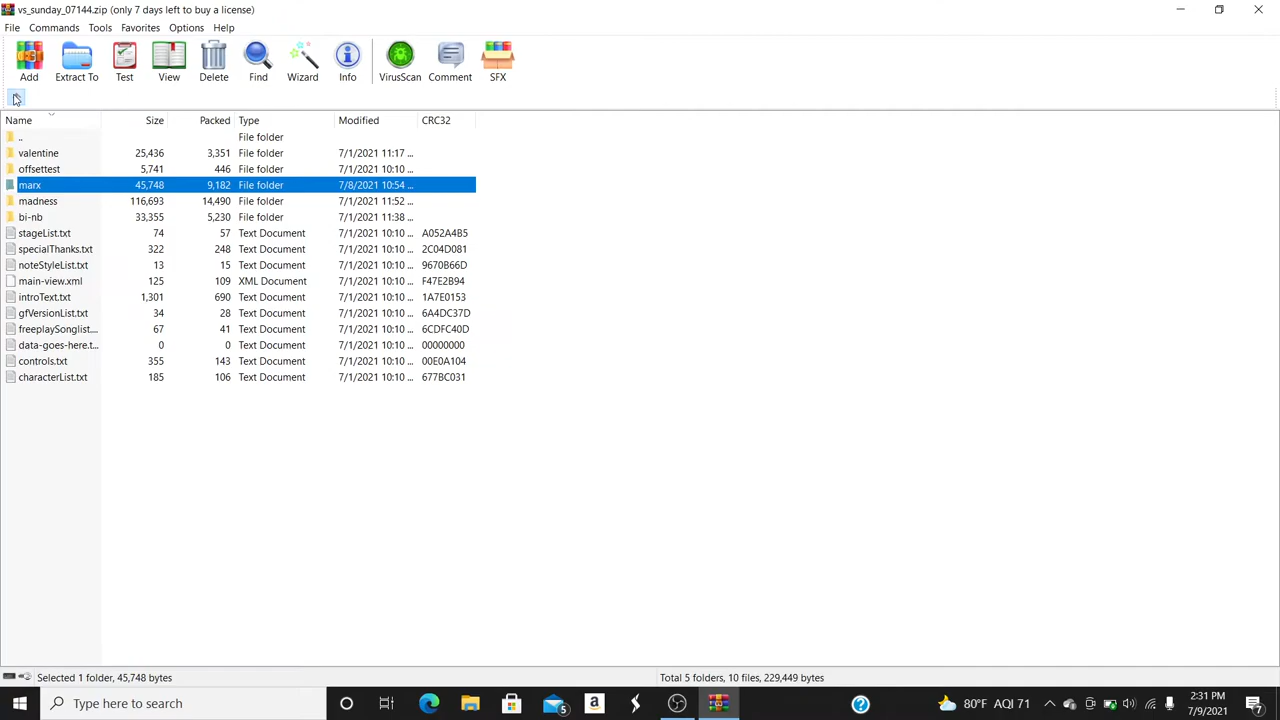 vs_sunday_07144.zip (only 7 days left to buy a license)
File Commands Tools Favorites Options Help
Add Extract To Test View Delete Find Wizard Info VirusScan Comment SFX
Name Size Packed Type Modified CRC32
.. File folder
valentine 25,436 3,351 File folder 7/1/2021 11:17 ...
offsettest 5,741 446 File folder 7/1/2021 10:10 ...
marx 45,748 9,182 File folder 7/8/2021 10:54 ...
madness 116,693 14,490 File folder 7/1/2021 11:52 ...
bi-nb 33,355 5,230 File folder 7/1/2021 11:38 ...
stageList.txt 74 57 Text Document 7/1/2021 10:10 ... A052A4B5
specialThanks.txt 322 248 Text Document 7/1/2021 10:10 ... 2C04D081
noteStyleList.txt 13 15 Text Document 7/1/2021 10:10 ... 9670B66D
main-view.xml 125 109 XML Document 7/1/2021 10:10 ... F47E2B94
introText.txt 1,301 690 Text Document 7/1/2021 10:10 ... 1A7E0153
gfVersionList.txt 34 28 Text Document 7/1/2021 10:10 ... 6A4DC37D
freeplaySonglist.... 67 41 Text Document 7/1/2021 10:10 ... 6CDFC40D
data-goes-here.t... 0 0 Text Document 7/1/2021 10:10 ... 00000000
controls.txt 355 143 Text Document 7/1/2021 10:10 ... 00E0A104
characterList.txt 185 106 Text Document 7/1/2021 10:10 ... 677BC031
Selected 1 folder, 45,748 bytes Total 5 folders, 10 files, 229,449 bytes
Type here to search 5 80°F AQI 71 2:31 PM
7/9/2021 7